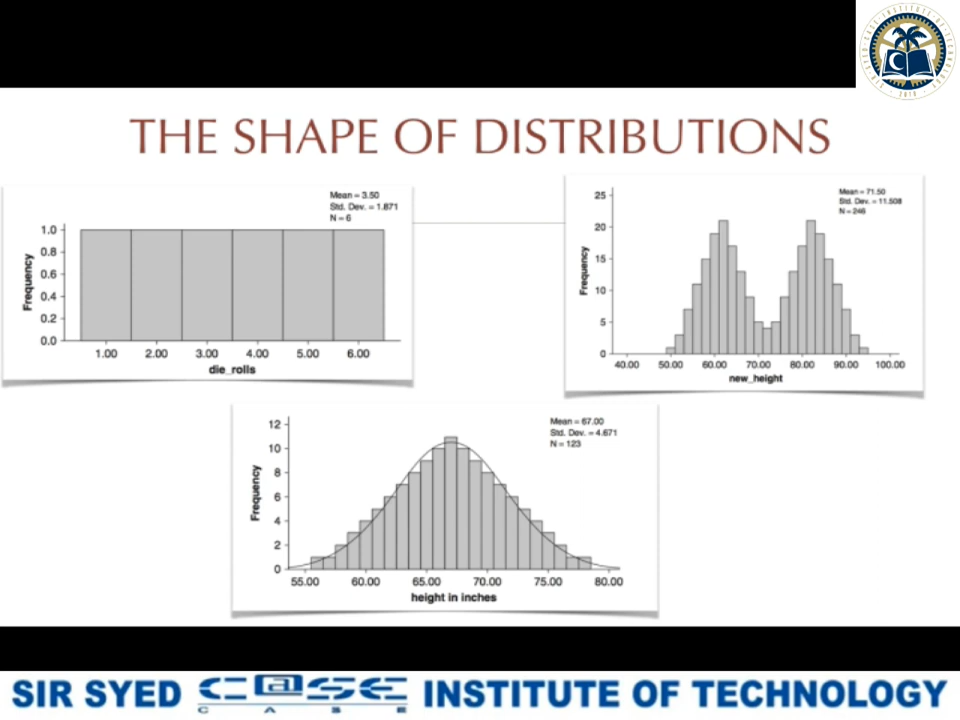 THE SHAPE OF DISTRIBUTIONS
Mean = 3.50
Std. Dev. = 1.871
N = 6
Frequency
1.0
0.8
0.6
0.4
0.2
0.0
1.00 2.00 3.00 4.00 5.00 6.00
die_rolls
Mean = 71.50
Std. Dev. = 11.508
N = 246
Frequency
25
20
15
10
5
0
40.00 50.00 60.00 70.00 80.00 90.00 100.00
new_height
Mean = 67.00
Std. Dev. = 4.671
N = 123
Frequency
12
10
8
6
4
2
0
55.00 60.00 65.00 70.00 75.00 80.00
height in inches
SIR SYED C@SE INSTITUTE OF TECHNOLOGY
C A S E